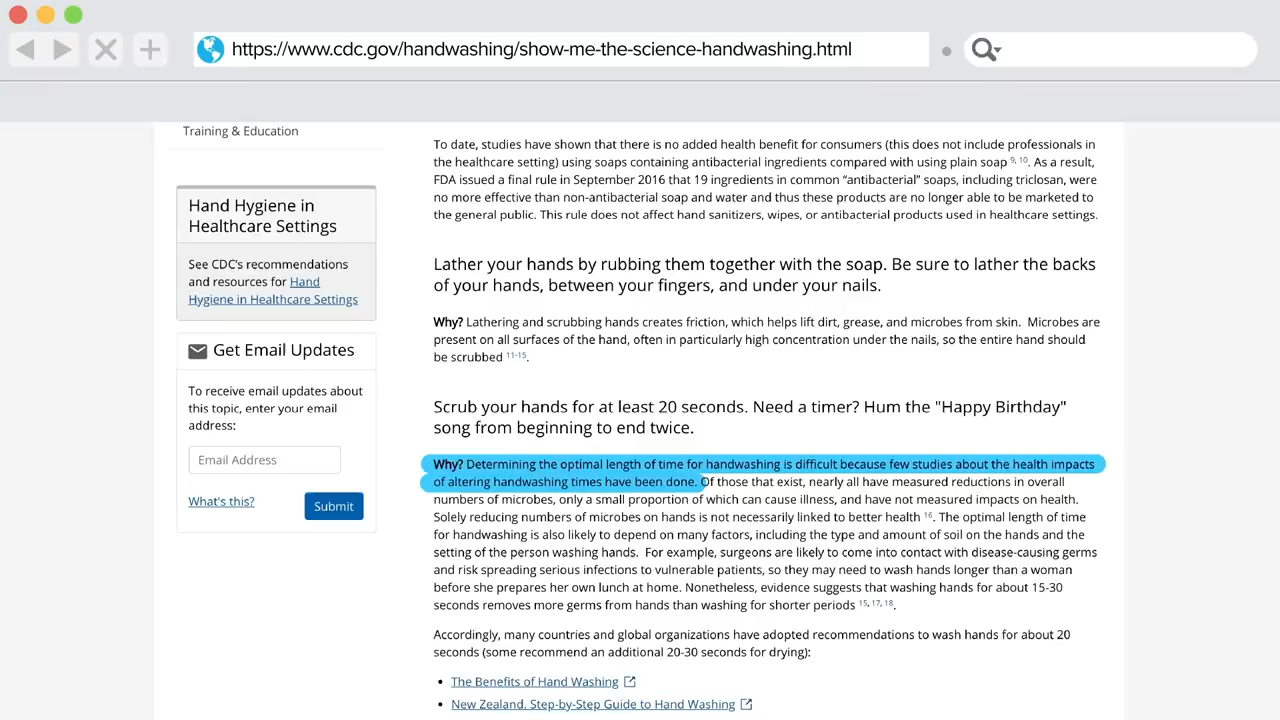 https://www.cdc.gov/handwashing/show-me-the-science-handwashing.html
Training & Education
Hand Hygiene in
Healthcare Settings
See CDC's recommendations
and resources for Hand
Hygiene in Healthcare Settings
Get Email Updates
To receive email updates about
this topic, enter your email
address:
Email Address
What's this?
Submit
To date, studies have shown that there is no added health benefit for consumers (this does not include professionals in
the healthcare setting) using soaps containing antibacterial ingredients compared with using plain soap 9, 10. As a result,
FDA issued a final rule in September 2016 that 19 ingredients in common “antibacterial” soaps, including triclosan, were
no more effective than non-antibacterial soap and water and thus these products are no longer able to be marketed to
the general public. This rule does not affect hand sanitizers, wipes, or antibacterial products used in healthcare settings.
Lather your hands by rubbing them together with the soap. Be sure to lather the backs
of your hands, between your fingers, and under your nails.
Why? Lathering and scrubbing hands creates friction, which helps lift dirt, grease, and microbes from skin. Microbes are
present on all surfaces of the hand, often in particularly high concentration under the nails, so the entire hand should
be scrubbed 11-15.
Scrub your hands for at least 20 seconds. Need a timer? Hum the "Happy Birthday"
song from beginning to end twice.
Why? Determining the optimal length of time for handwashing is difficult because few studies about the health impacts
of altering handwashing times have been done. Of those that exist, nearly all have measured reductions in overall
numbers of microbes, only a small proportion of which can cause illness, and have not measured impacts on health.
Solely reducing numbers of microbes on hands is not necessarily linked to better health 16. The optimal length of time
for handwashing is also likely to depend on many factors, including the type and amount of soil on the hands and the
setting of the person washing hands. For example, surgeons are likely to come into contact with disease-causing germs
and risk spreading serious infections to vulnerable patients, so they may need to wash hands longer than a woman
before she prepares her own lunch at home. Nonetheless, evidence suggests that washing hands for about 15-30
seconds removes more germs from hands than washing for shorter periods 15, 17, 18.
Accordingly, many countries and global organizations have adopted recommendations to wash hands for about 20
seconds (some recommend an additional 20-30 seconds for drying):
• The Benefits of Hand Washing
• New Zealand. Step-by-Step Guide to Hand Washing